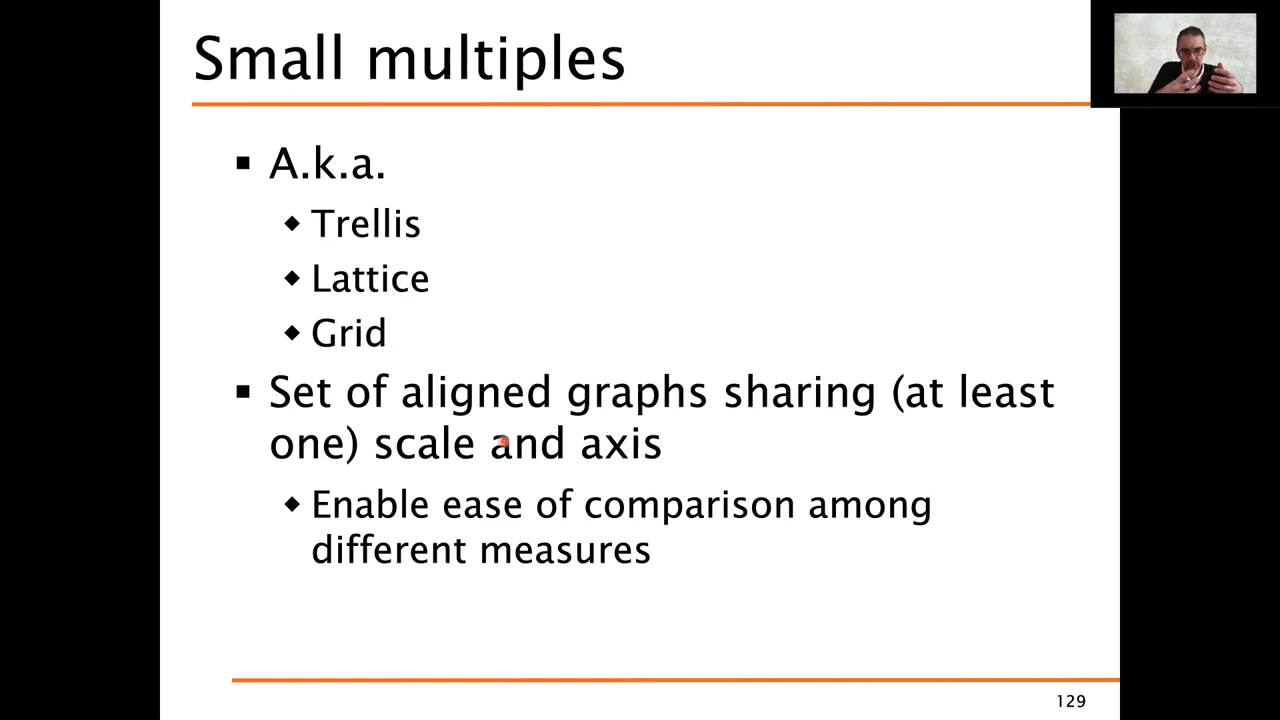 Small multiples
A.k.a.
Trellis
Lattice
Grid
Set of aligned graphs sharing (at least
one) scale and axis
Enable ease of comparison among
different measures
129